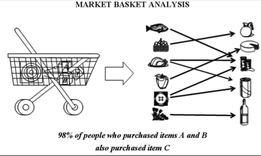 MARKET BASKET ANALYSIS
98% of people who purchased items A and B
also purchased item C